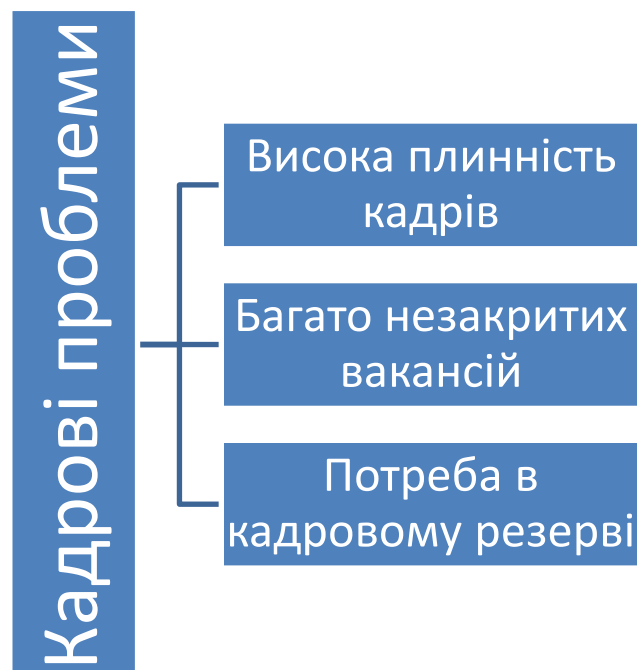 Кадрові проблеми
Висока плинність
кадрів
Багато незакритих
вакансій
Потреба в
кадровому резерві